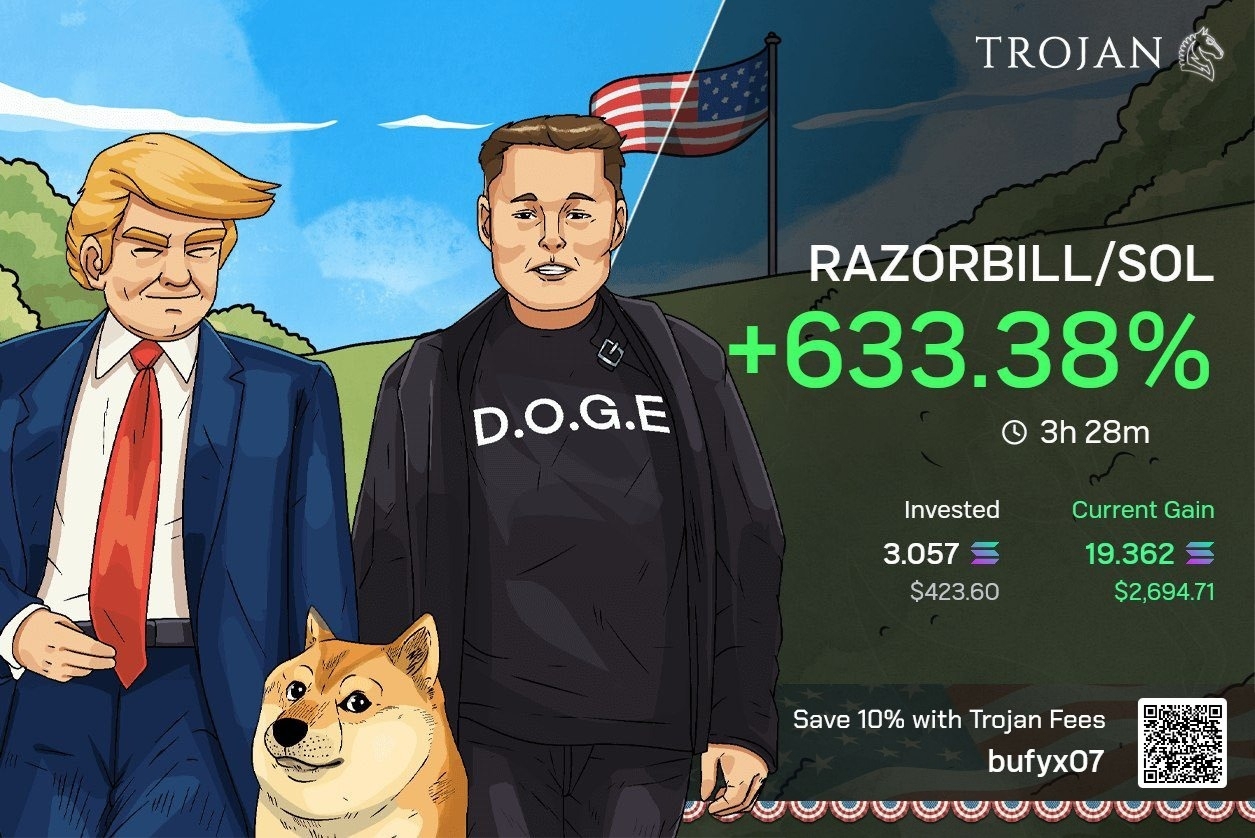 TROJAN
D.O.G.E
RAZORBILL/SOL
+633.38%
3h 28m
Invested
Current Gain
3.057
19.362
$423.60
$2,694.71
Save 10% with Trojan Fees
bufyx07